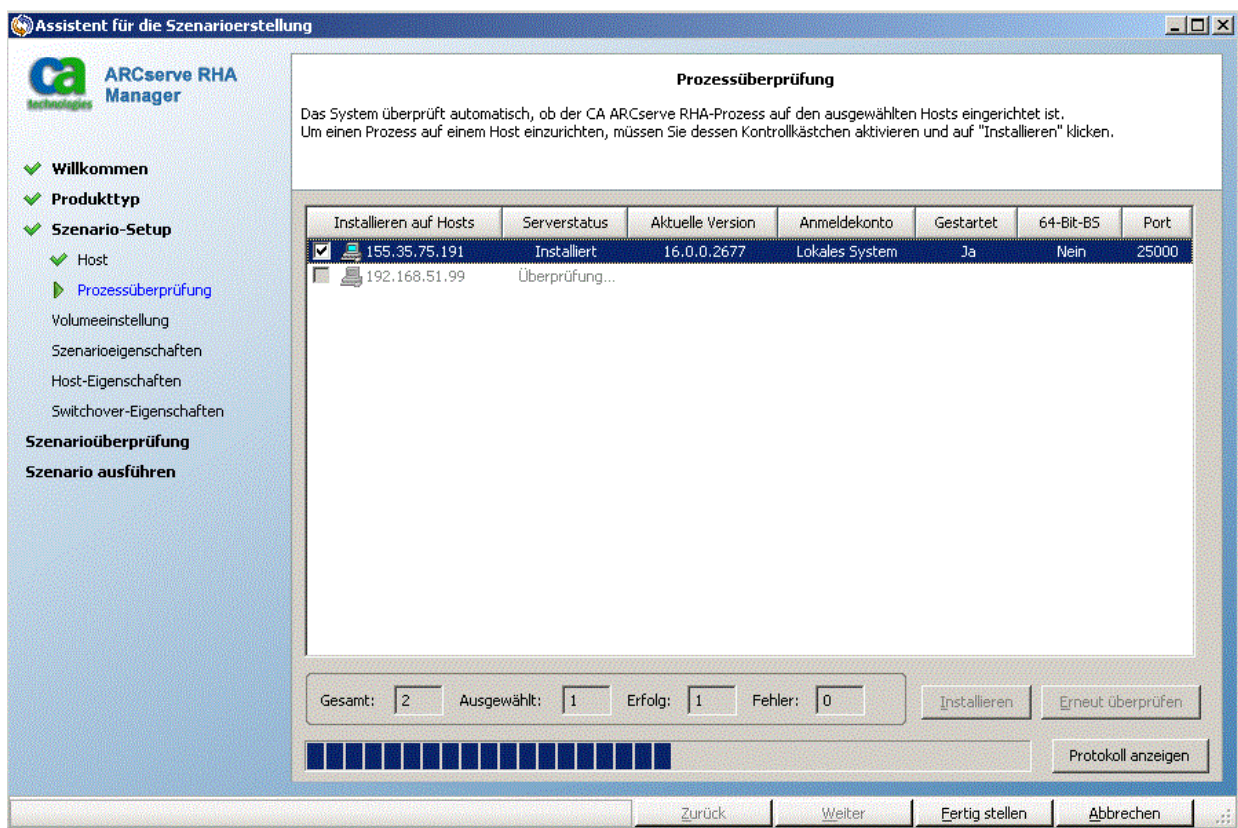 Assistent für die Szenarioerstellung
ca
technologies
ARCserve RHA
Manager
Willkommen
Produkttyp
Szenario-Setup
Host
Prozessüberprüfung
Volumeeinstellung
Szenarioeigenschaften
Host-Eigenschaften
Switchover-Eigenschaften
Szenarioüberprüfung
Szenario ausführen
Prozessüberprüfung
Das System überprüft automatisch, ob der CA ARCserve RHA-Prozess auf den ausgewählten Hosts eingerichtet ist.
Um einen Prozess auf einem Host einzurichten, müssen Sie dessen Kontrollkästchen aktivieren und auf "Installieren" klicken.
Installieren auf Hosts Serverstatus Aktuelle Version Anmeldekonto Gestartet 64-Bit-BS Port
155.35.75.191 Installiert 16.0.0.2677 Lokales System Ja Nein 25000
192.168.51.99 Überprüfung...
Gesamt: 2 Ausgewählt: 1 Erfolg: 1 Fehler: 0 Installieren Erneut überprüfen
Protokoll anzeigen
Zurück Weiter Fertig stellen Abbrechen